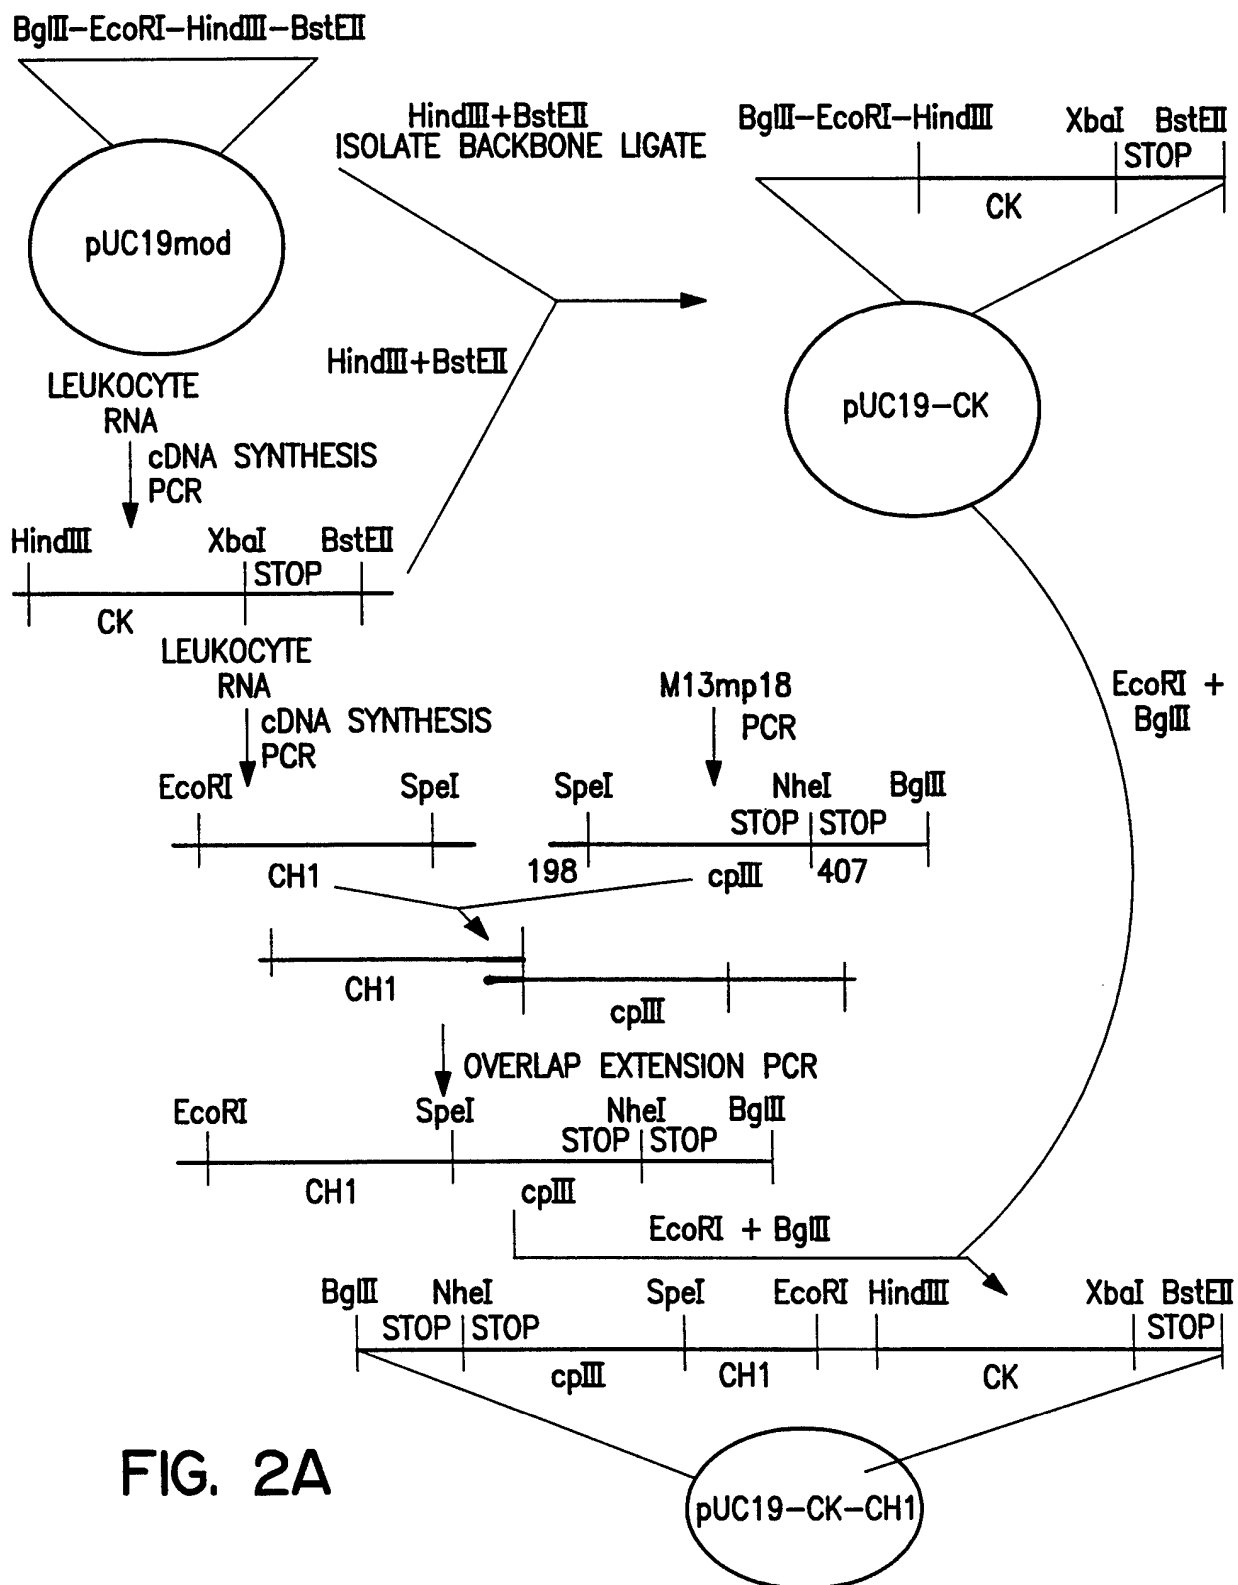 BglII-EcoRI-HindIII-BstEII
pUC19mod
HindIII+BstEII
ISOLATE BACKBONE LIGATE
BglII-EcoRI-HindIII
XbaI BstEII
STOP
CK
pUC19-CK
HindIII+BstEII
LEUKOCYTE
RNA
cDNA SYNTHESIS
PCR
HindIII XbaI BstEII
STOP
CK
LEUKOCYTE
RNA
cDNA SYNTHESIS
PCR
M13mp18
PCR
EcoRI +
BglII
EcoRI SpeI
CH1
SpeI NheI BglII
STOP STOP
198 cpIII 407
CH1
cpIII
OVERLAP EXTENSION PCR
EcoRI SpeI NheI BglII
STOP STOP
CH1 cpIII
EcoRI + BglII
BglII NheI SpeI EcoRI HindIII XbaI BstEII
STOP STOP STOP
cpIII CH1 CK
FIG. 2A
pUC19-CK-CH1